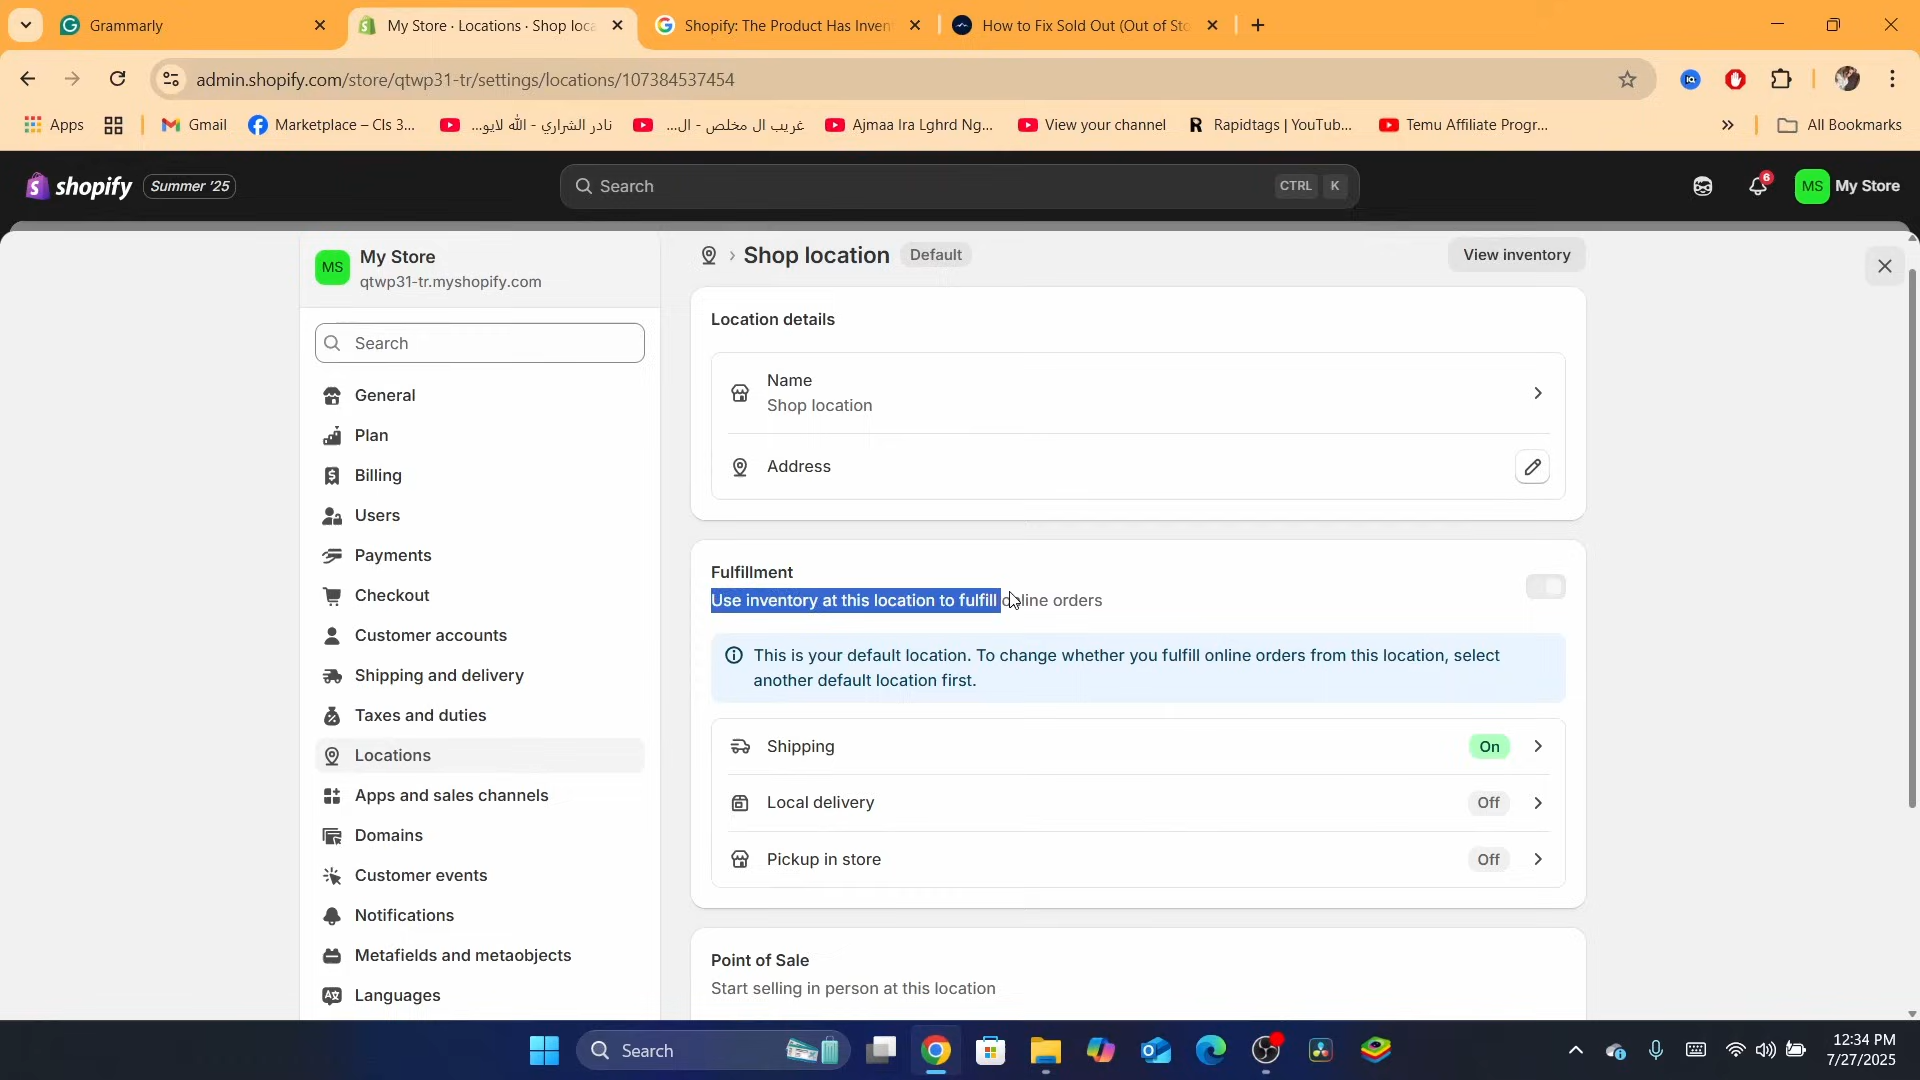 Grammarly
My Store · Locations · Shop loca
Shopify: The Product Has Inven
How to Fix Sold Out (Out of Sto
admin.shopify.com/store/qtwp31-tr/settings/locations/107384537454
Apps
Gmail
Marketplace – Cls 3...
نادر الشراري - الله لايو...
غريب ال مخلص - ال...
Ajmaa Ira Lghrd Ng...
View your channel
Rapidtags | YouTub...
Temu Affiliate Progr...
All Bookmarks
shopify
Summer '25
Search
CTRL
K
6
MS
My Store
MS
My Store
qtwp31-tr.myshopify.com
Search
General
Plan
Billing
Users
Payments
Checkout
Customer accounts
Shipping and delivery
Taxes and duties
Locations
Apps and sales channels
Domains
Customer events
Notifications
Metafields and metaobjects
Languages
Shop location
Default
View inventory
Location details
Name
Shop location
Address
Fulfillment
Use inventory at this location to fulfill online orders
This is your default location. To change whether you fulfill online orders from this location, select
another default location first.
Shipping
On
Local delivery
Off
Pickup in store
Off
Point of Sale
Start selling in person at this location
Search
12:34 PM
7/27/2025